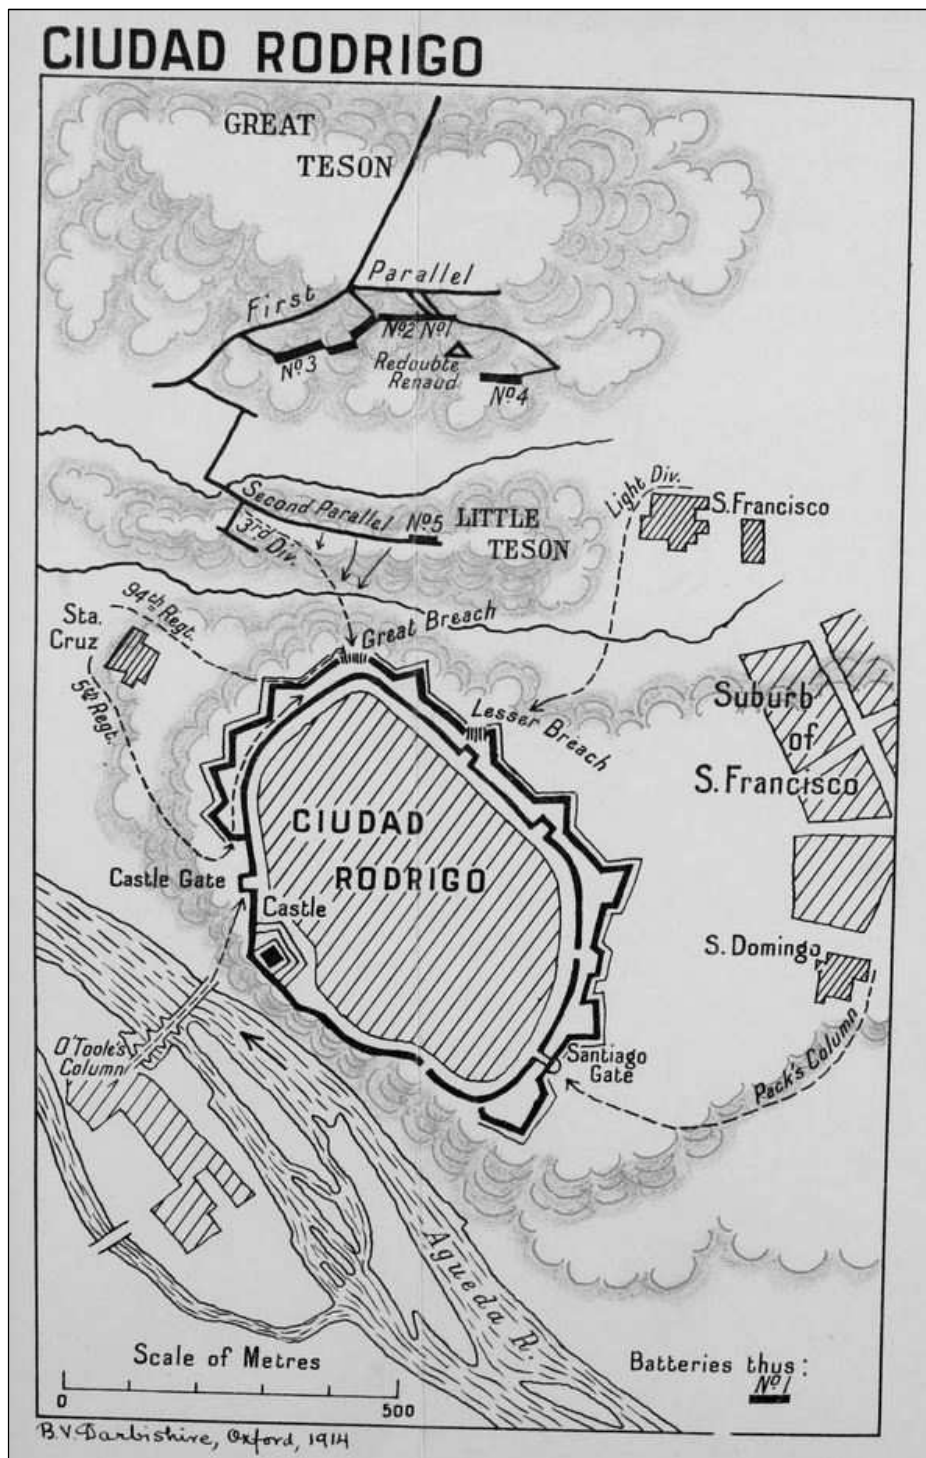 CIUDAD RODRIGO
GREAT
TESON
First Parallel
No2 No1
No3
Redoubte
Renaud
No4
Second Parallel
No5
LITTLE
TESON
3rd Div.
Light Div.
S. Francisco
94th Regt.
Sta.
Cruz
5th Regt.
Great Breach
Lesser Breach
Suburb
of
S. Francisco
CIUDAD
RODRIGO
Castle Gate
Castle
S. Domingo
O'Toole's
Column
Santiago
Gate
Pack's Column
Agueda R.
Scale of Metres
0 500
Batteries thus:
No1
B.V. Darbishire, Oxford, 1914